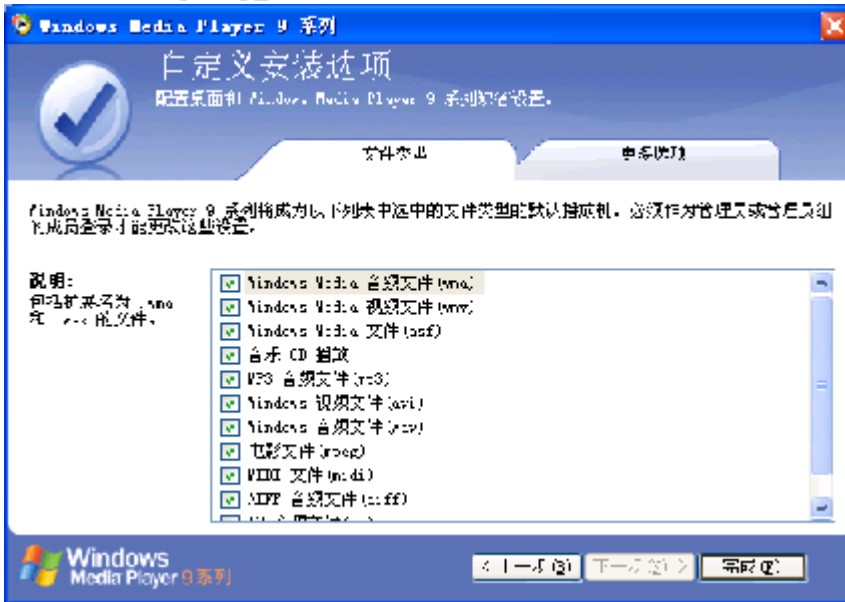 Windows Media Player 9 系列
自定义安装选项
配置桌面和 Windows Media Player 9 系列的设置。
文件类型
更多选项
Windows Media Player 9 系列将成为以下列表中选中的文件类型的默认播放机。必须作为管理员或管理员组
的成员登录才能更改这些设置。
说明:
包括扩展名为 .wma
和 的文件。
Windows Media 音频文件(wma)
Windows Media 视频文件(wmv)
Windows Media 文件(asf)
音乐 CD 播放
MP3 音频文件(mp3)
Windows 视频文件(avi)
Windows 音频文件(wav)
电影文件(mpeg)
MIDI 文件(midi)
AIFF 音频文件(aiff)
Windows
Media Player 9 系列
< 上一步(B)
下一步(N) >
完成(F)